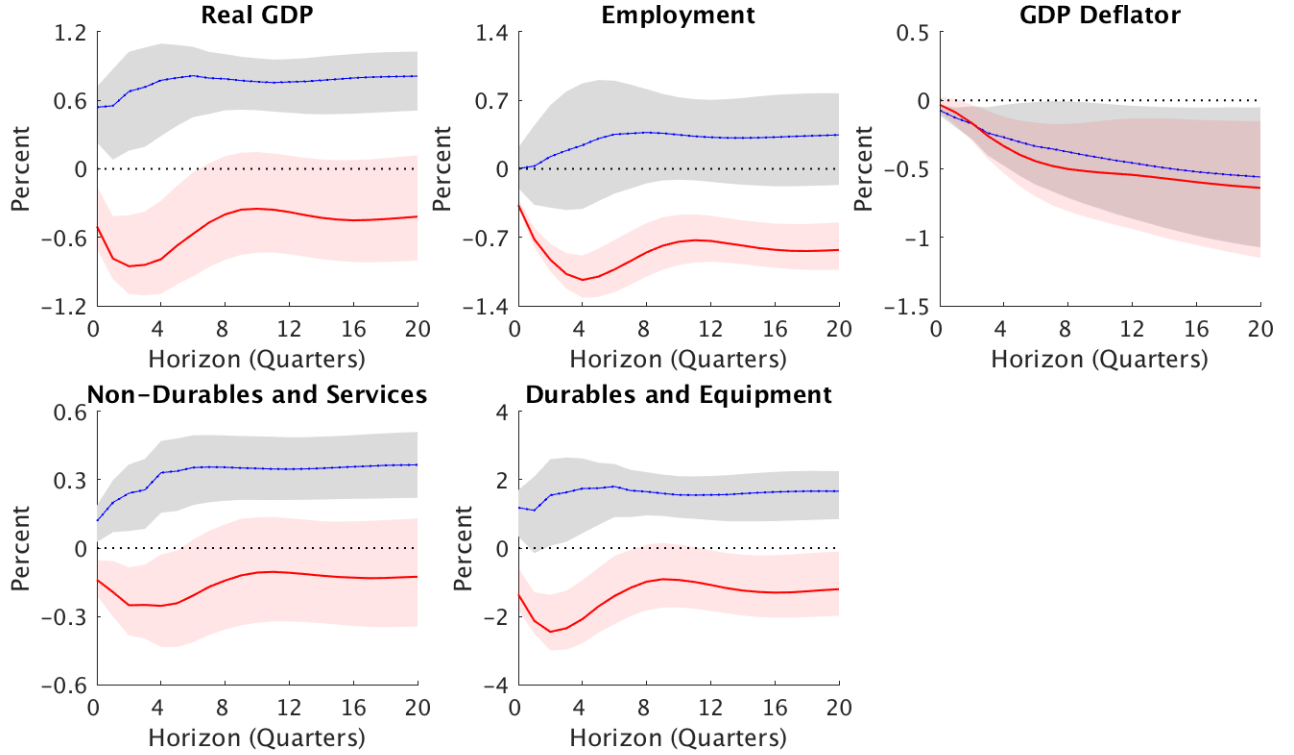 Real GDP
1.2
0.6
0
−0.6
−1.2
Percent
0 4 8 12 16 20
Horizon (Quarters)
Employment
1.4
0.7
0
−0.7
−1.4
Percent
0 4 8 12 16 20
Horizon (Quarters)
GDP Deflator
0.5
0
−0.5
−1
−1.5
Percent
0 4 8 12 16 20
Horizon (Quarters)
Non−Durables and Services
0.6
0.3
0
−0.3
−0.6
Percent
0 4 8 12 16 20
Horizon (Quarters)
Durables and Equipment
4
2
0
−2
−4
Percent
0 4 8 12 16 20
Horizon (Quarters)